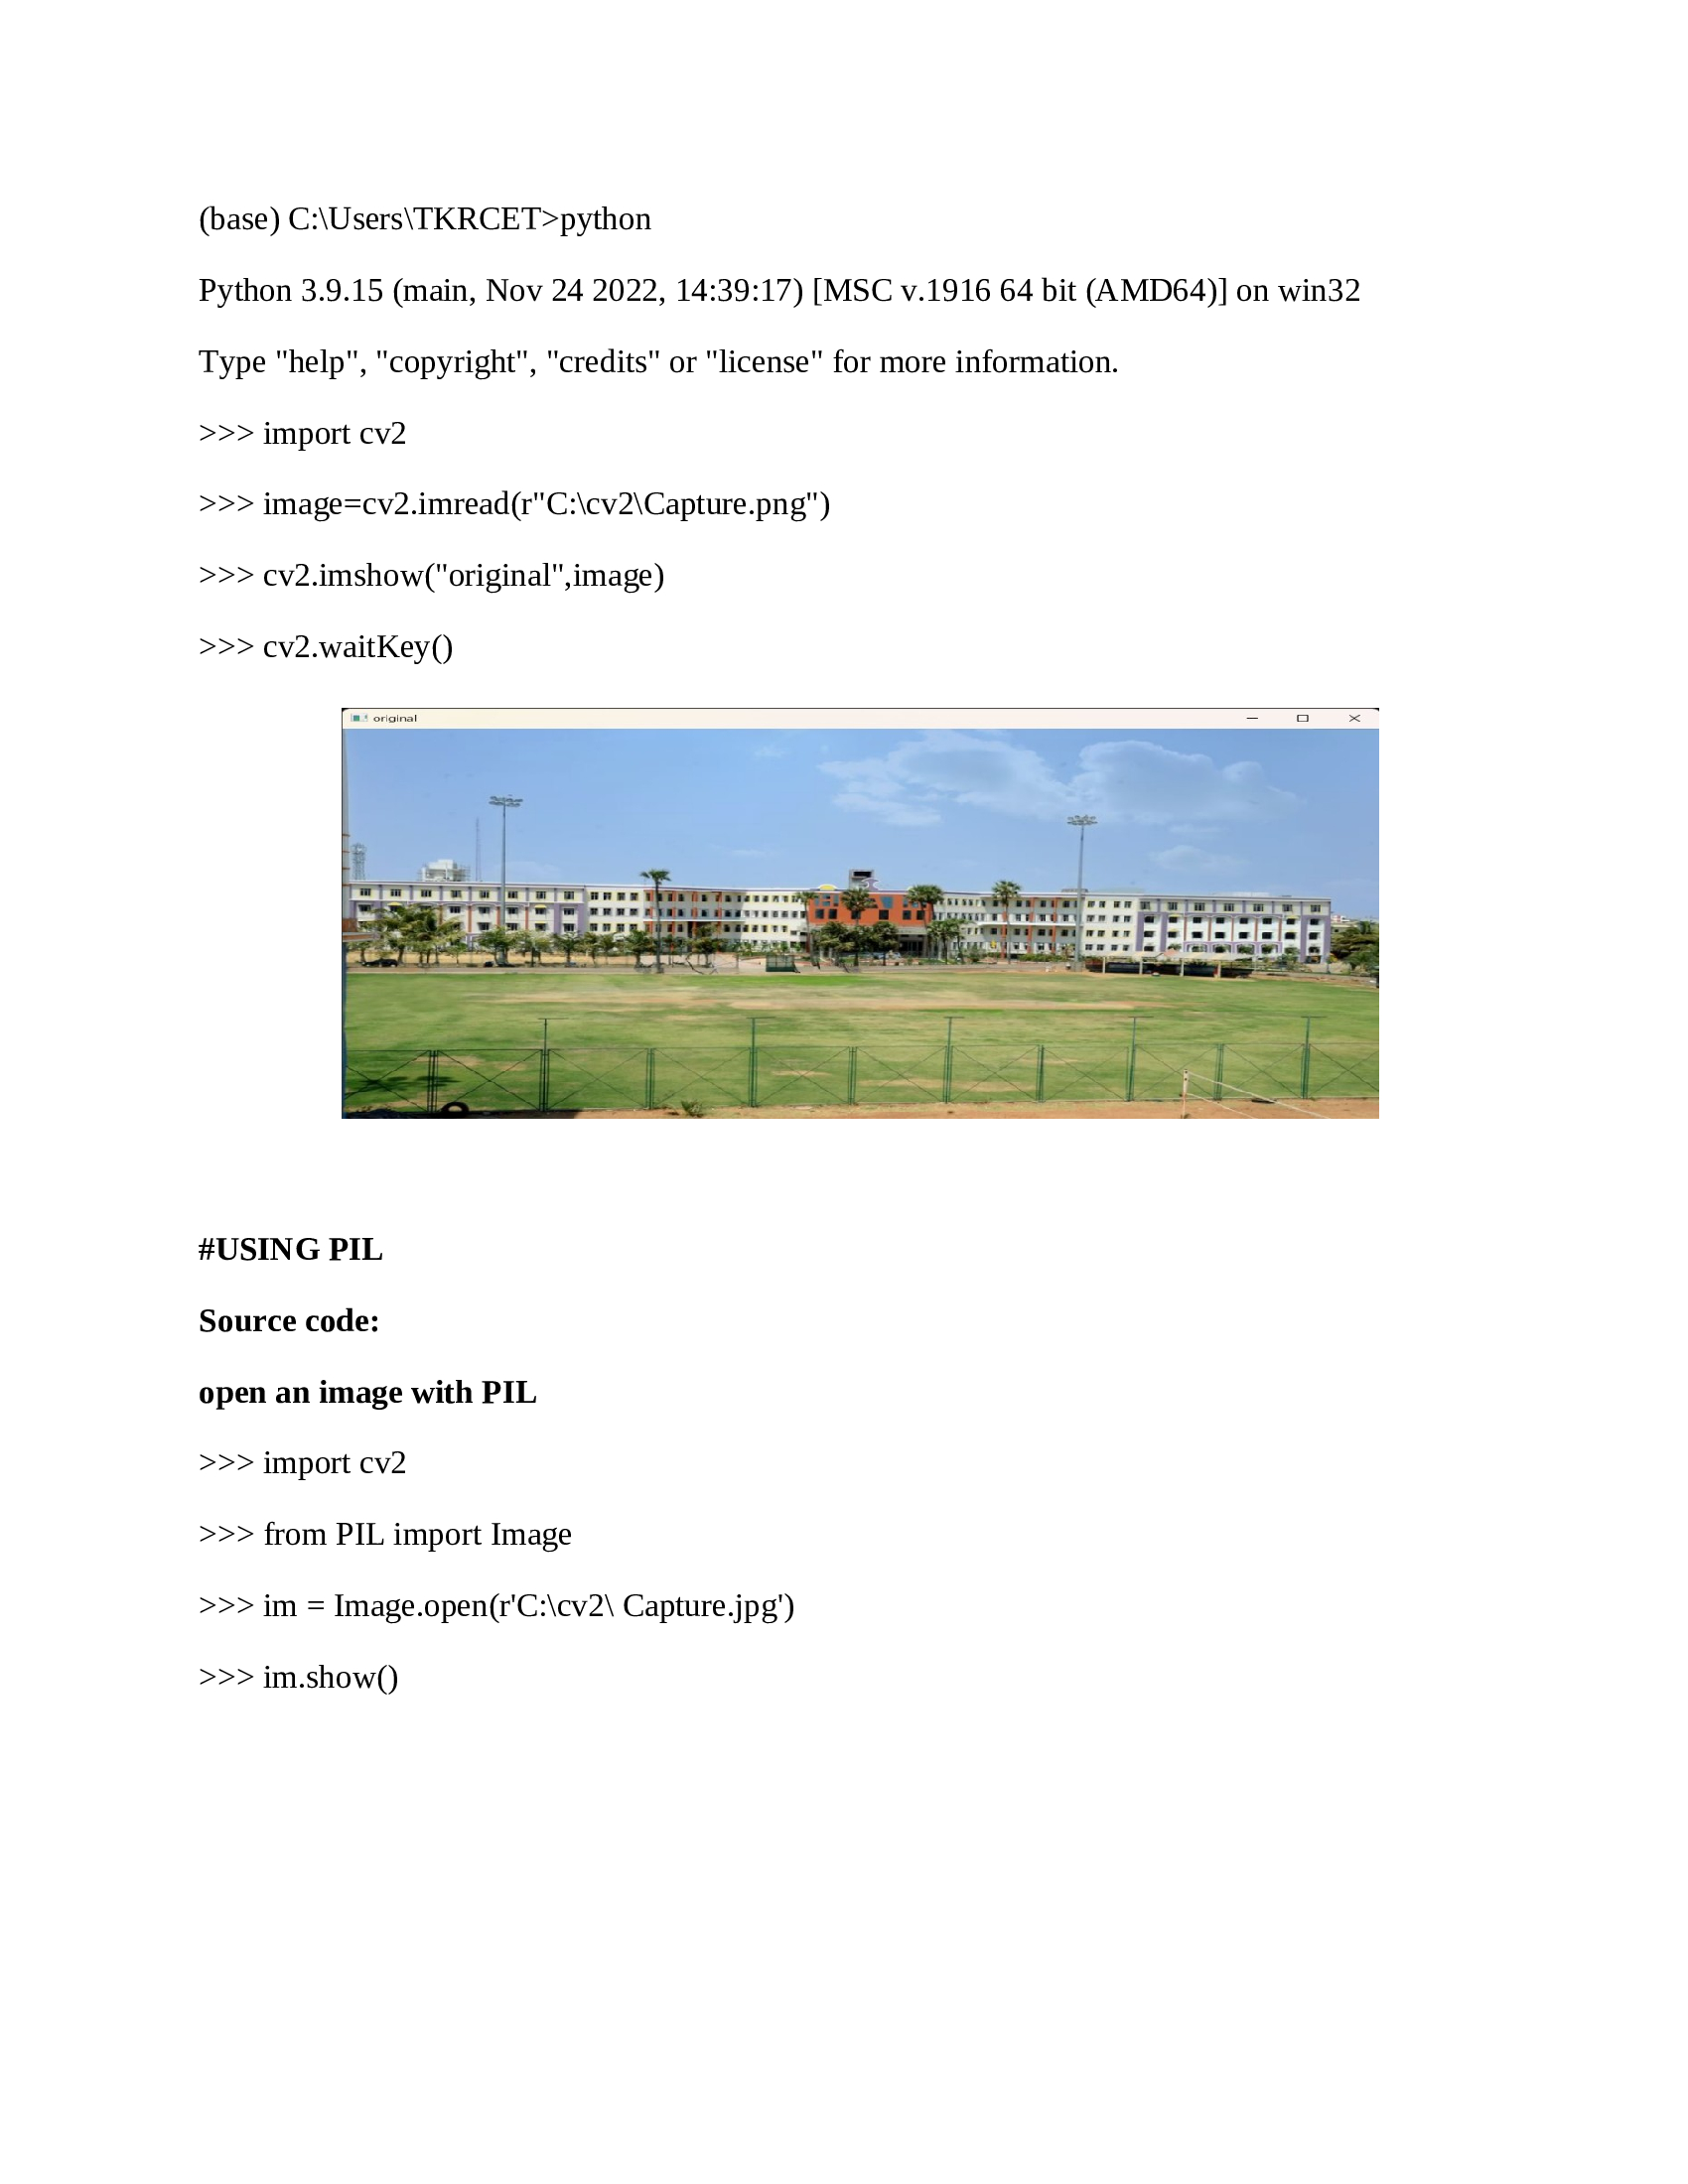 (base) C:\Users\TKRCET>python
Python 3.9.15 (main, Nov 24 2022, 14:39:17) [MSC v.1916 64 bit (AMD64)] on win32
Type "help", "copyright", "credits" or "license" for more information.
>>> import cv2
>>> image=cv2.imread(r"C:\cv2\Capture.png")
>>> cv2.imshow("original",image)
>>> cv2.waitKey()
original
#USING PIL
Source code:
open an image with PIL
>>> import cv2
>>> from PIL import Image
>>> im = Image.open(r'C:\cv2\ Capture.jpg')
>>> im.show()